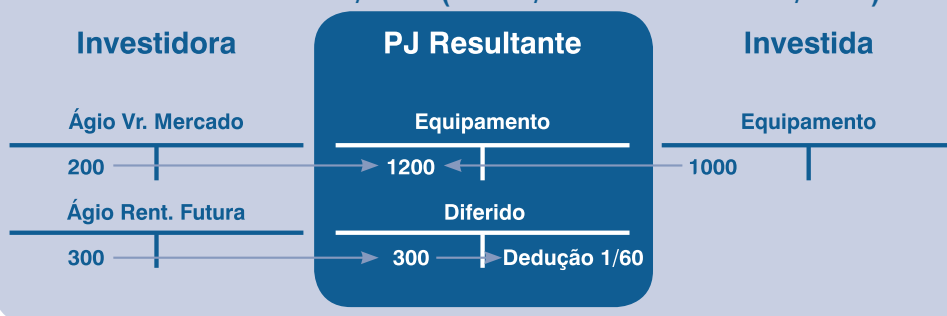 Investidora PJ Resultante Investida
Ágio Vr. Mercado Equipamento Equipamento
200 1200 1000
Ágio Rent. Futura Diferido
300 300 Dedução 1/60